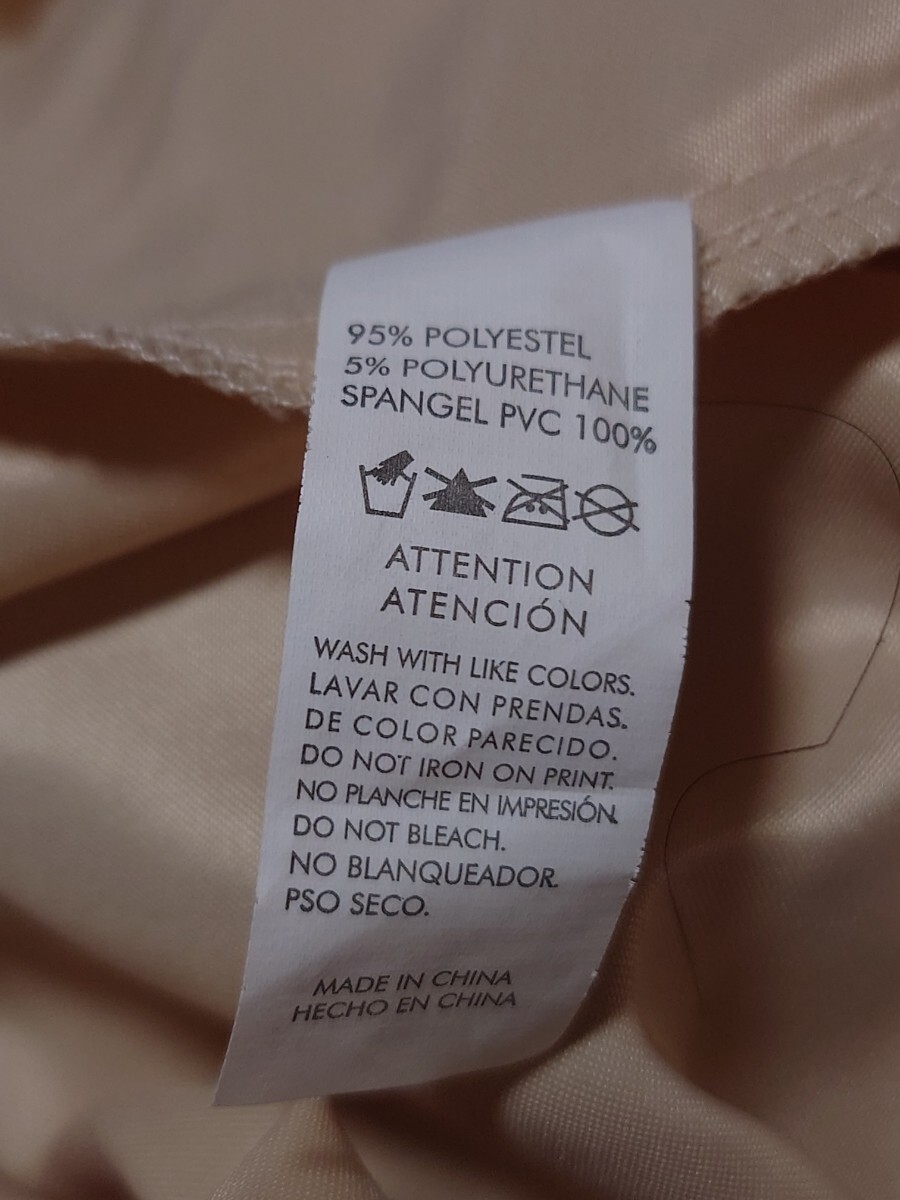 95% POLYESTEL
5% POLYURETHANE
SPANGEL PVC 100%
ATTENTION
ATENCIÓN
WASH WITH LIKE COLORS.
LAVAR CON PRENDAS.
DE COLOR PARECIDO.
DO NOT IRON ON PRINT.
NO PLANCHE EN IMPRESIÓN.
DO NOT BLEACH.
NO BLANQUEADOR.
PSO SECO.
MADE IN CHINA
HECHO EN CHINA